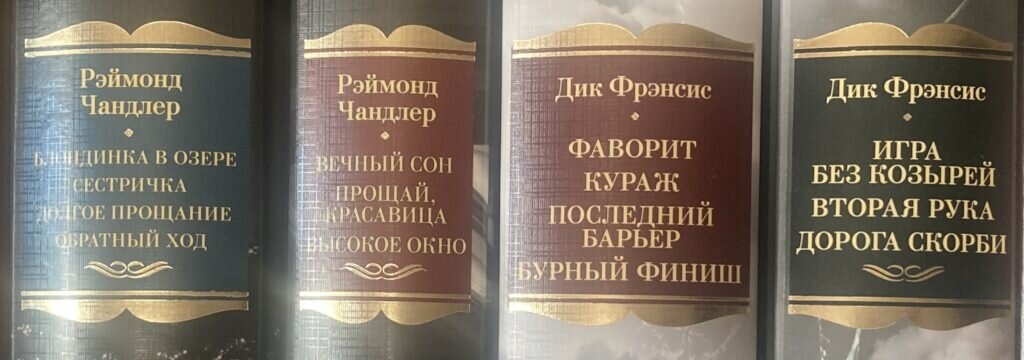 Рэймонд
Чандлер
БЛОНДИНКА В ОЗЕРЕ
СЕСТРИЧКА
ДОЛГОЕ ПРОЩАНИЕ
ОБРАТНЫЙ ХОД
Рэймонд
Чандлер
ВЕЧНЫЙ СОН
ПРОЩАЙ,
КРАСАВИЦА
ВЫСОКОЕ ОКНО
Дик Фрэнсис
ФАВОРИТ
КУРАЖ
ПОСЛЕДНИЙ
БАРЬЕР
БУРНЫЙ ФИНИШ
Дик Фрэнсис
ИГРА
БЕЗ КОЗЫРЕЙ
ВТОРАЯ РУКА
ДОРОГА СКОРБИ